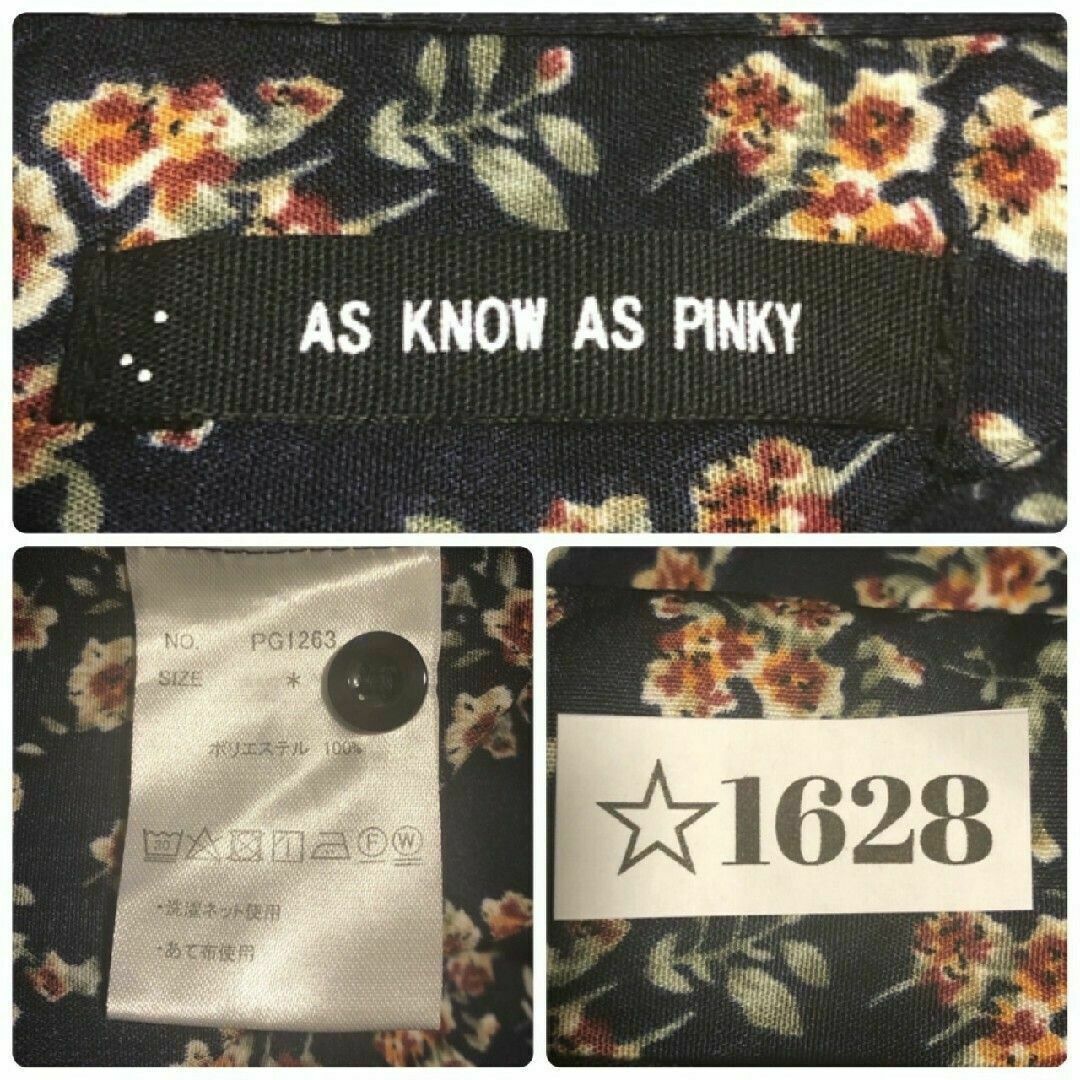 AS KNOW AS PINKY
NO. PG1263
SIZE *
ポリエステル 100%
30
F W
・洗濯ネット使用
・あて布使用
☆1628